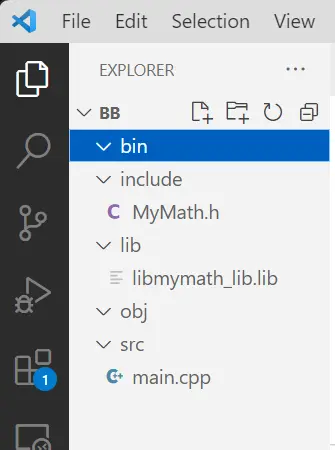 File Edit Selection View
EXPLORER
BB
bin
include
C MyMath.h
lib
libmymath_lib.lib
obj
src
main.cpp
1